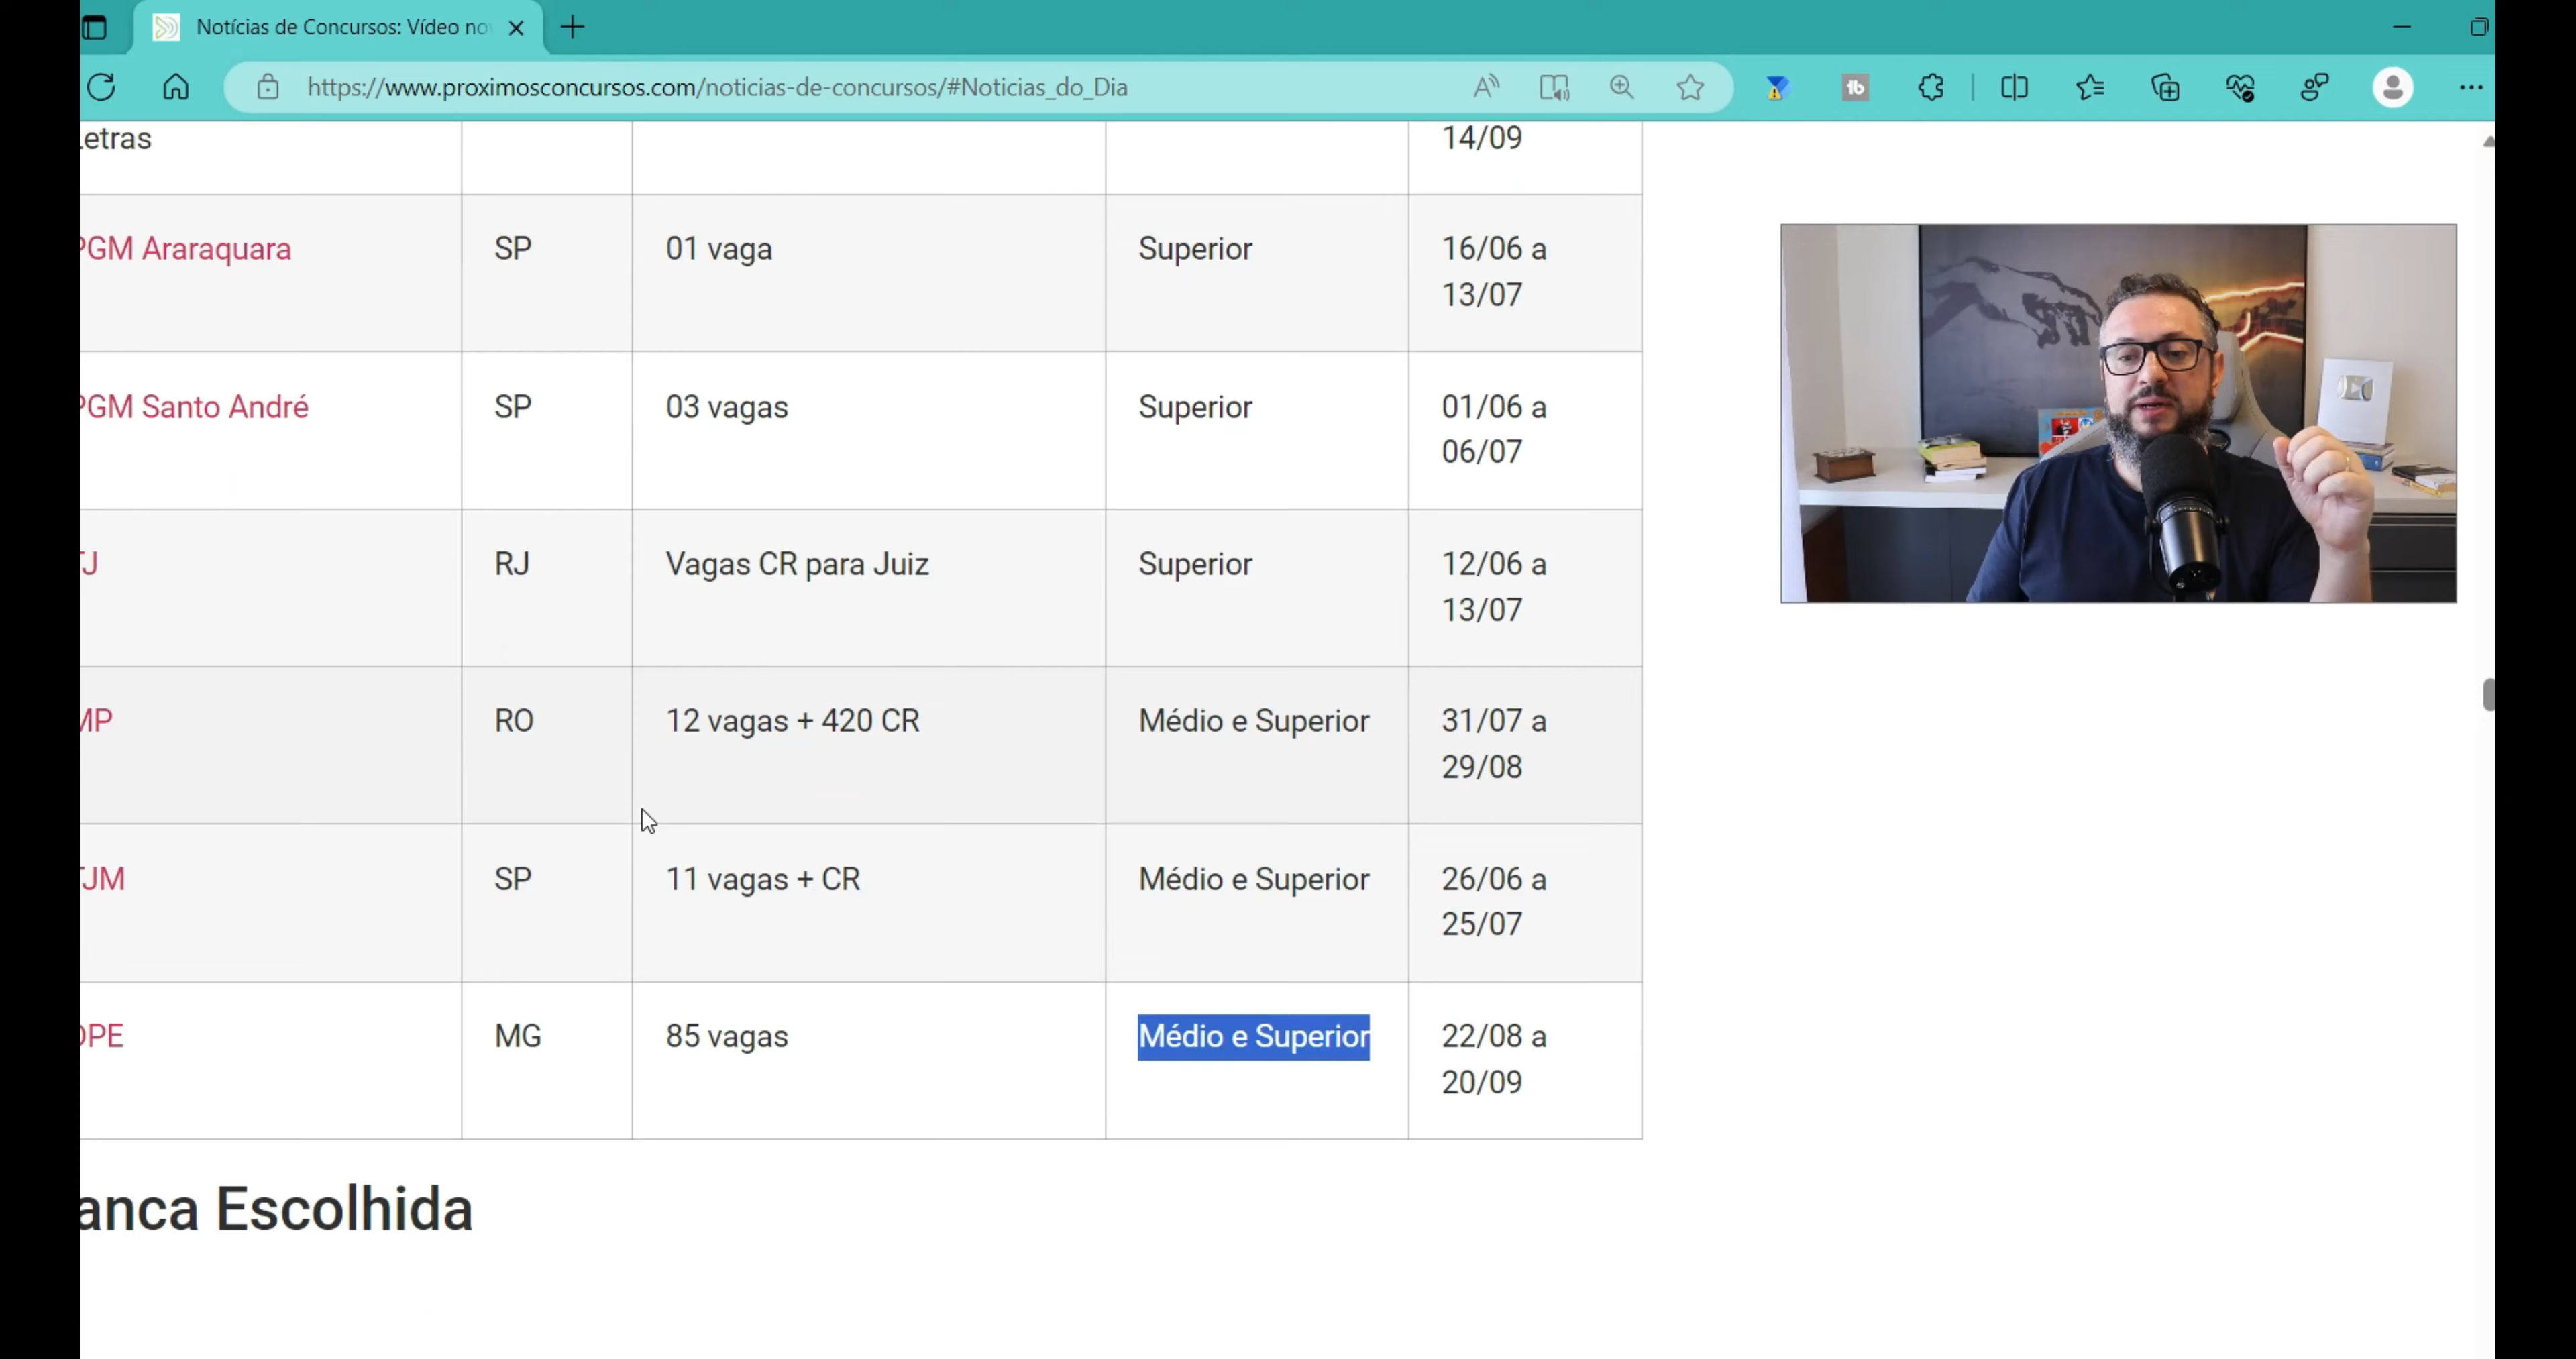 Notícias de Concursos: Vídeo no
https://www.proximosconcursos.com/noticias-de-concursos/#Noticias_do_Dia
etras
14/09
PGM Araraquara SP 01 vaga Superior 16/06 a
13/07
PGM Santo André SP 03 vagas Superior 01/06 a
06/07
TJ RJ Vagas CR para Juiz Superior 12/06 a
13/07
MP RO 12 vagas + 420 CR Médio e Superior 31/07 a
29/08
TJM SP 11 vagas + CR Médio e Superior 26/06 a
25/07
DPE MG 85 vagas Médio e Superior 22/08 a
20/09
anca Escolhida